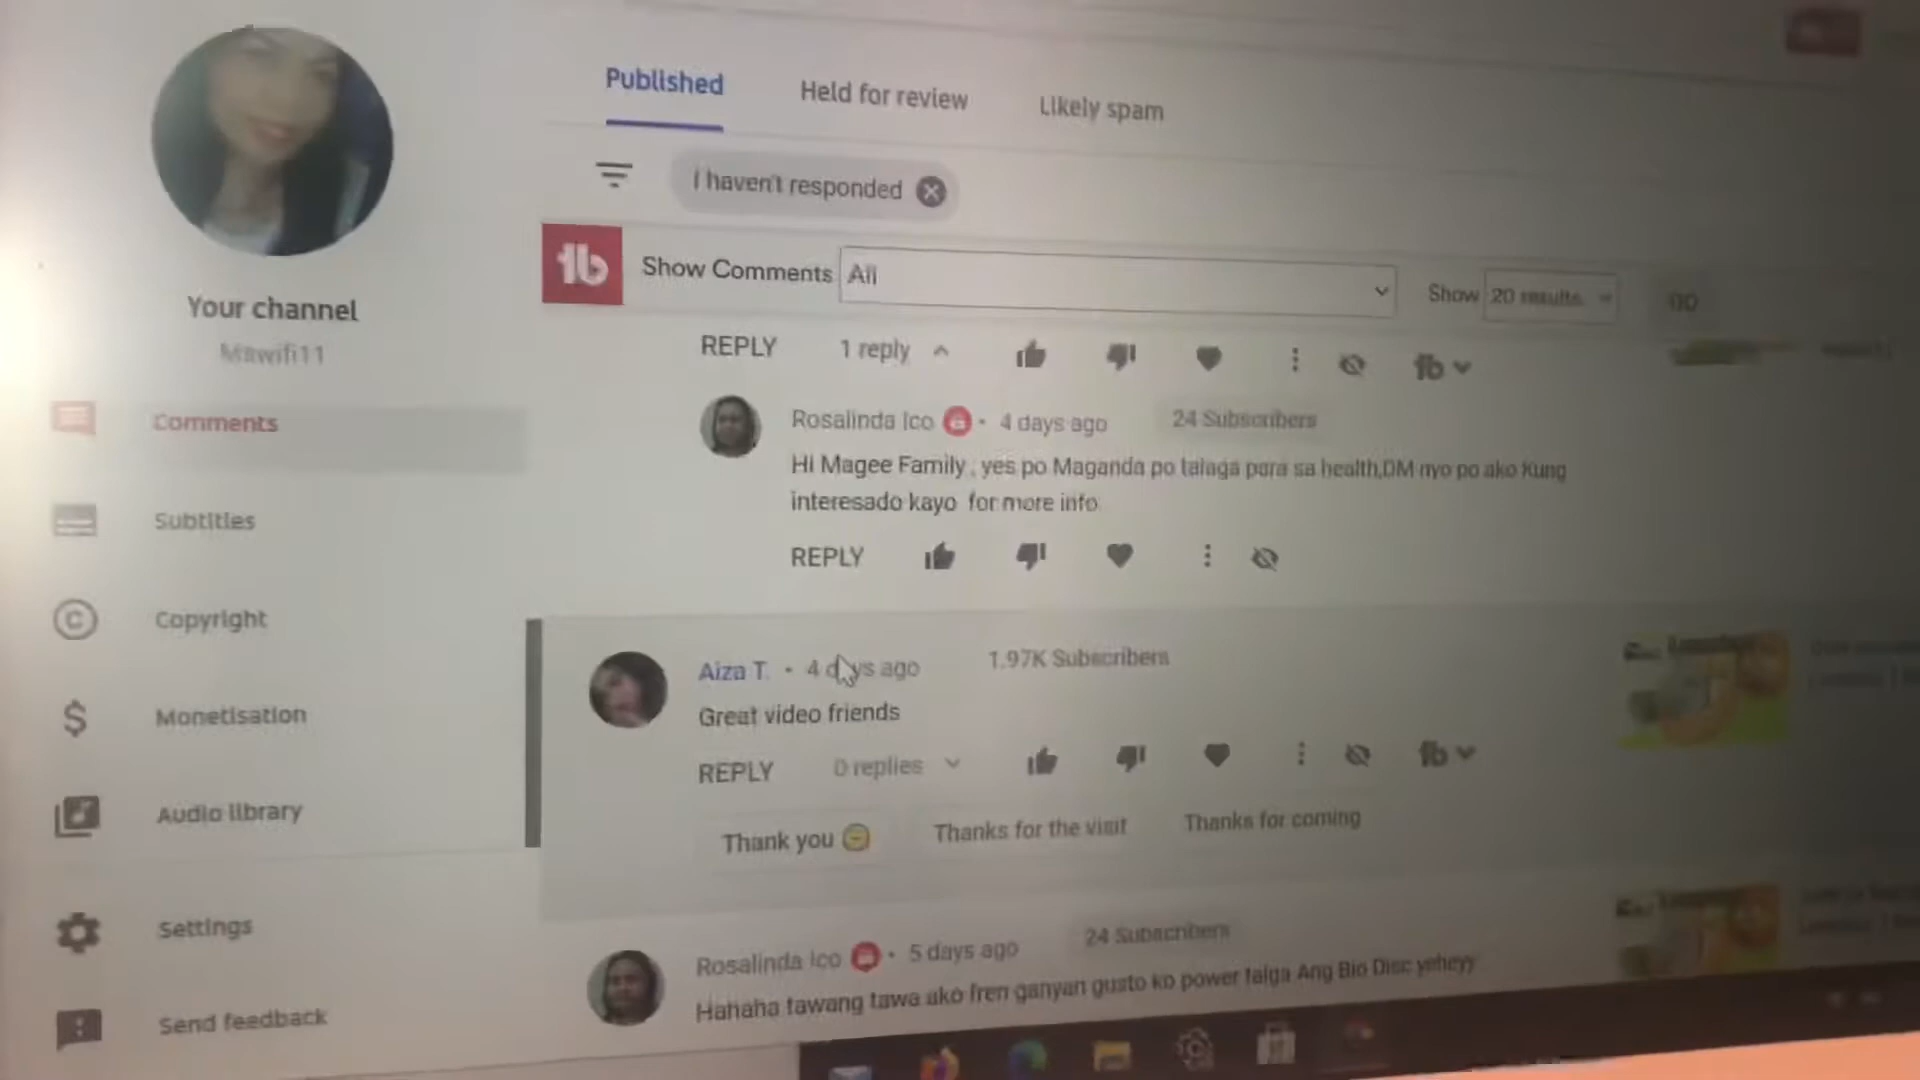 Published
Held for review
Likely spam
I haven't responded
Show Comments
All
Show
20 results
GO
Your channel
Mawifi11
Comments
Subtitles
Copyright
Monetisation
Audio library
Settings
Send feedback
REPLY
1 reply
Rosalinda Ico • 4 days ago
24 Subscribers
Hi Magee Family , yes po Maganda po talaga para sa health,DM nyo po ako Kung
interesado kayo for more info
REPLY
Aiza T. • 4 days ago
1.97K Subscribers
Great video friends
REPLY
0 replies
Thank you
Thanks for the visit
Thanks for coming
Rosalinda Ico • 5 days ago
24 Subscribers
Hahaha tawang tawa ako fren ganyan gusto ko power talga Ang Bio Disc yeheyy